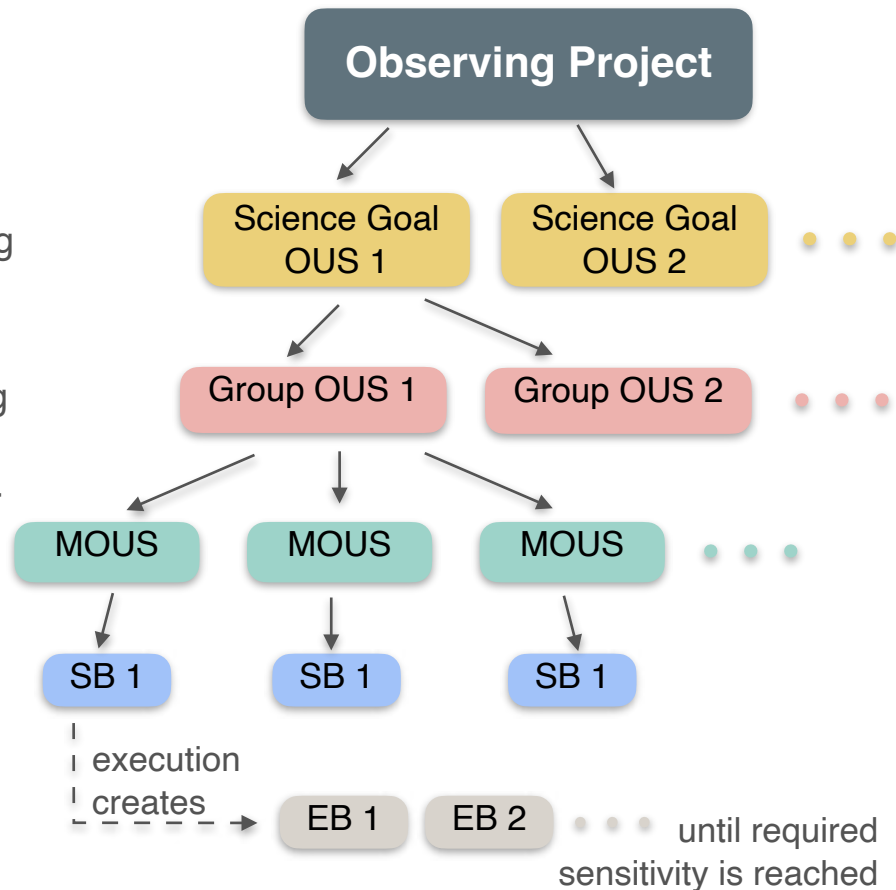 Observing Project
Science Goal
OUS 1
Science Goal
OUS 2
g
Group OUS 1
Group OUS 2
g
MOUS
MOUS
MOUS
SB 1
SB 1
SB 1
execution
creates
EB 1
EB 2
until required
sensitivity is reached